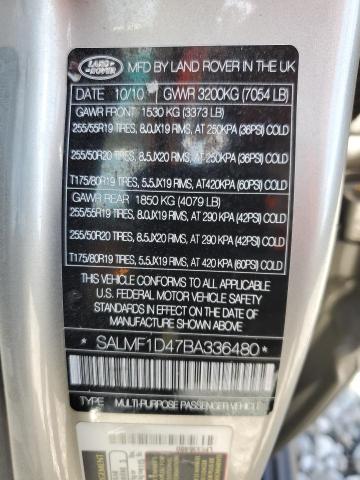 LAND ROVER
MFD BY LAND ROVER IN THE UK
DATE 10/10 GVWR 3200KG (7054 LB)
GAWR FRONT 1530 KG (3373 LB)
255/55R19 TIRES, 8.0JX19 RIMS, AT 250KPA (36PSI) COLD
255/50R20 TIRES, 8.5JX20 RIMS, AT 250KPA (36PSI) COLD
T175/80R19 TIRES, 5.5JX19 RIMS, AT420KPA (60PSI) COLD
GAWR REAR 1850 KG (4079 LB)
255/55R19 TIRES, 8.0JX19 RIMS, AT 290 KPA (42PSI) COLD
255/50R20 TIRES, 8.5JX20 RIMS, AT 290 KPA (42PSI) COLD
T175/80R19 TIRES, 5.5JX19 RIMS, AT 420 KPA (60PSI) COLD
THIS VEHICLE CONFORMS TO ALL APPLICABLE
U.S. FEDERAL MOTOR VEHICLE SAFETY
STANDARDS IN EFFECT ON THE DATE OF
MANUFACTURE SHOWN ABOVE.
*SALMF1D47BA336480*
TYPE MULTI-PURPOSE PASSENGER VEHICLE